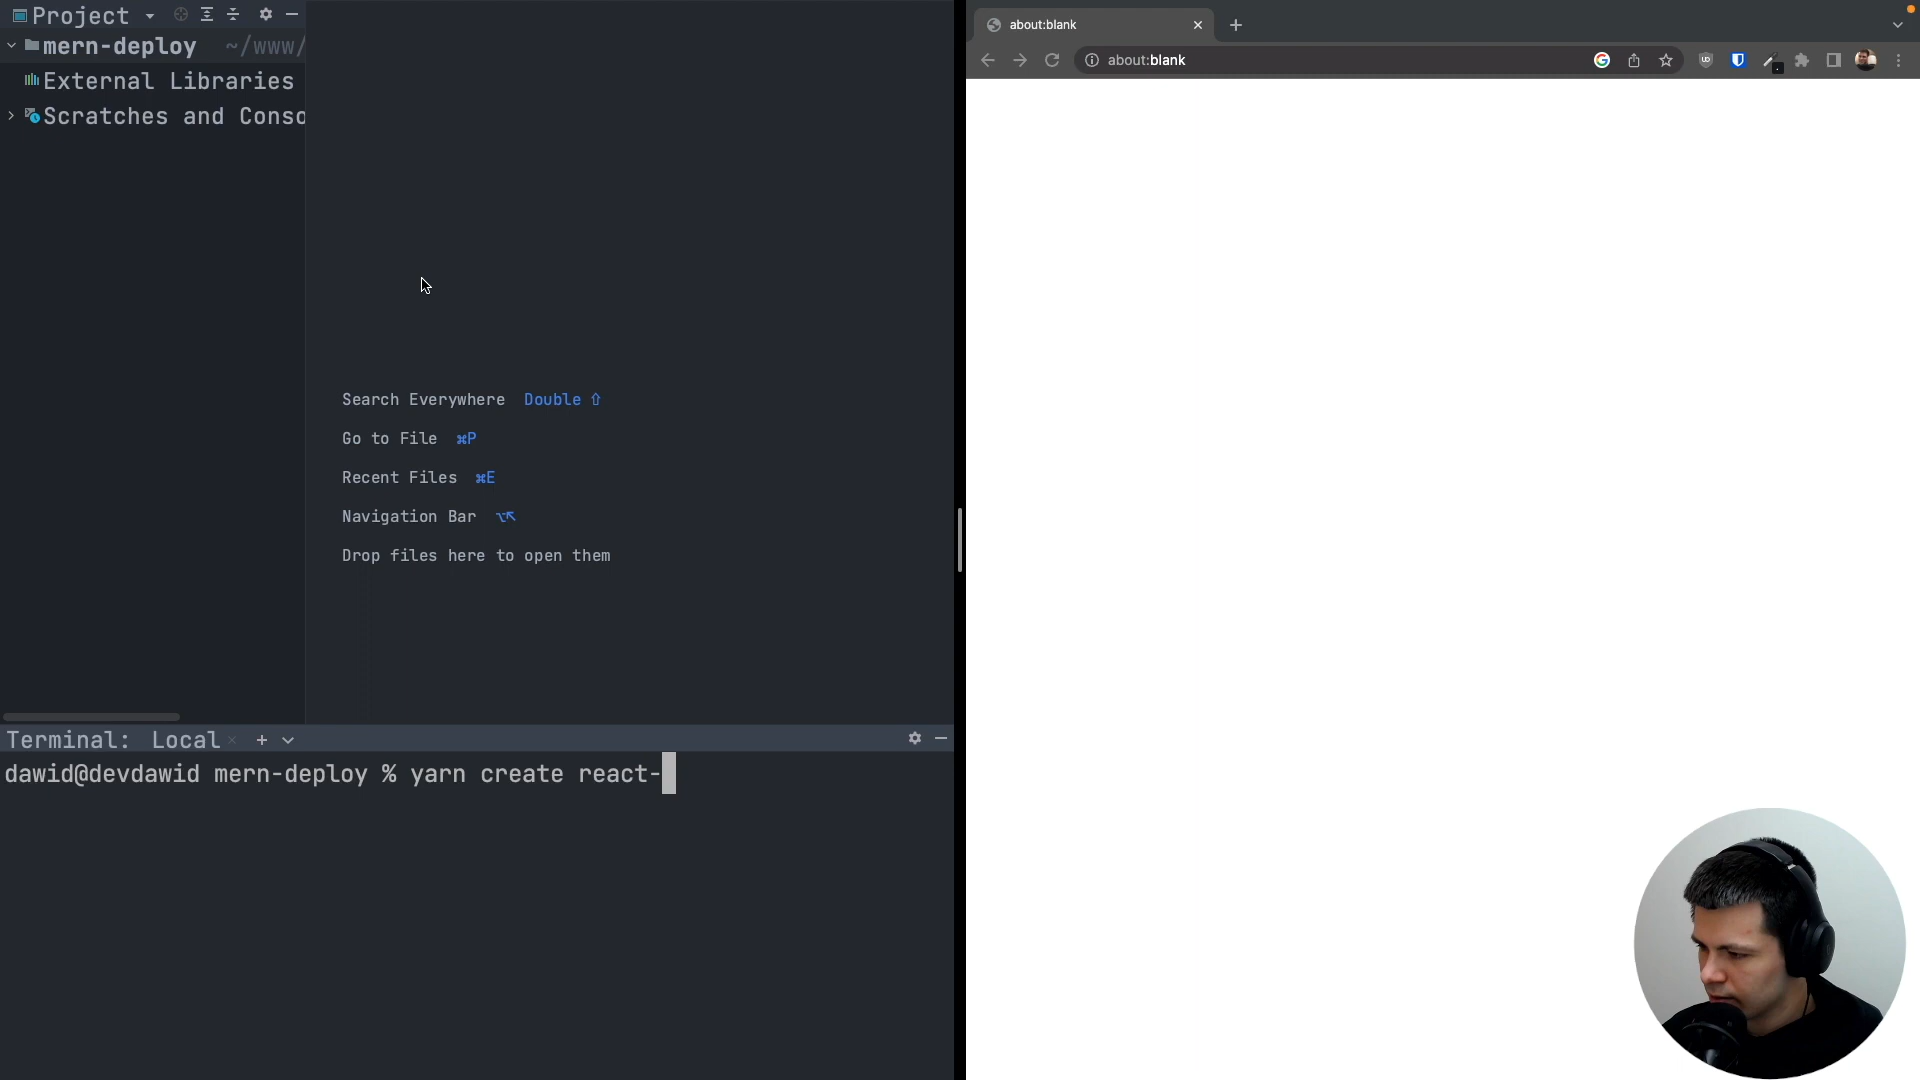 Project
mern-deploy ~/www/
External Libraries
Scratches and Conso
Search Everywhere Double ⇧
Go to File ⌘P
Recent Files ⌘E
Navigation Bar ⌥↖
Drop files here to open them
Terminal: Local × + 
dawid@devdawid mern-deploy % yarn create react-
about:blank
about:blank